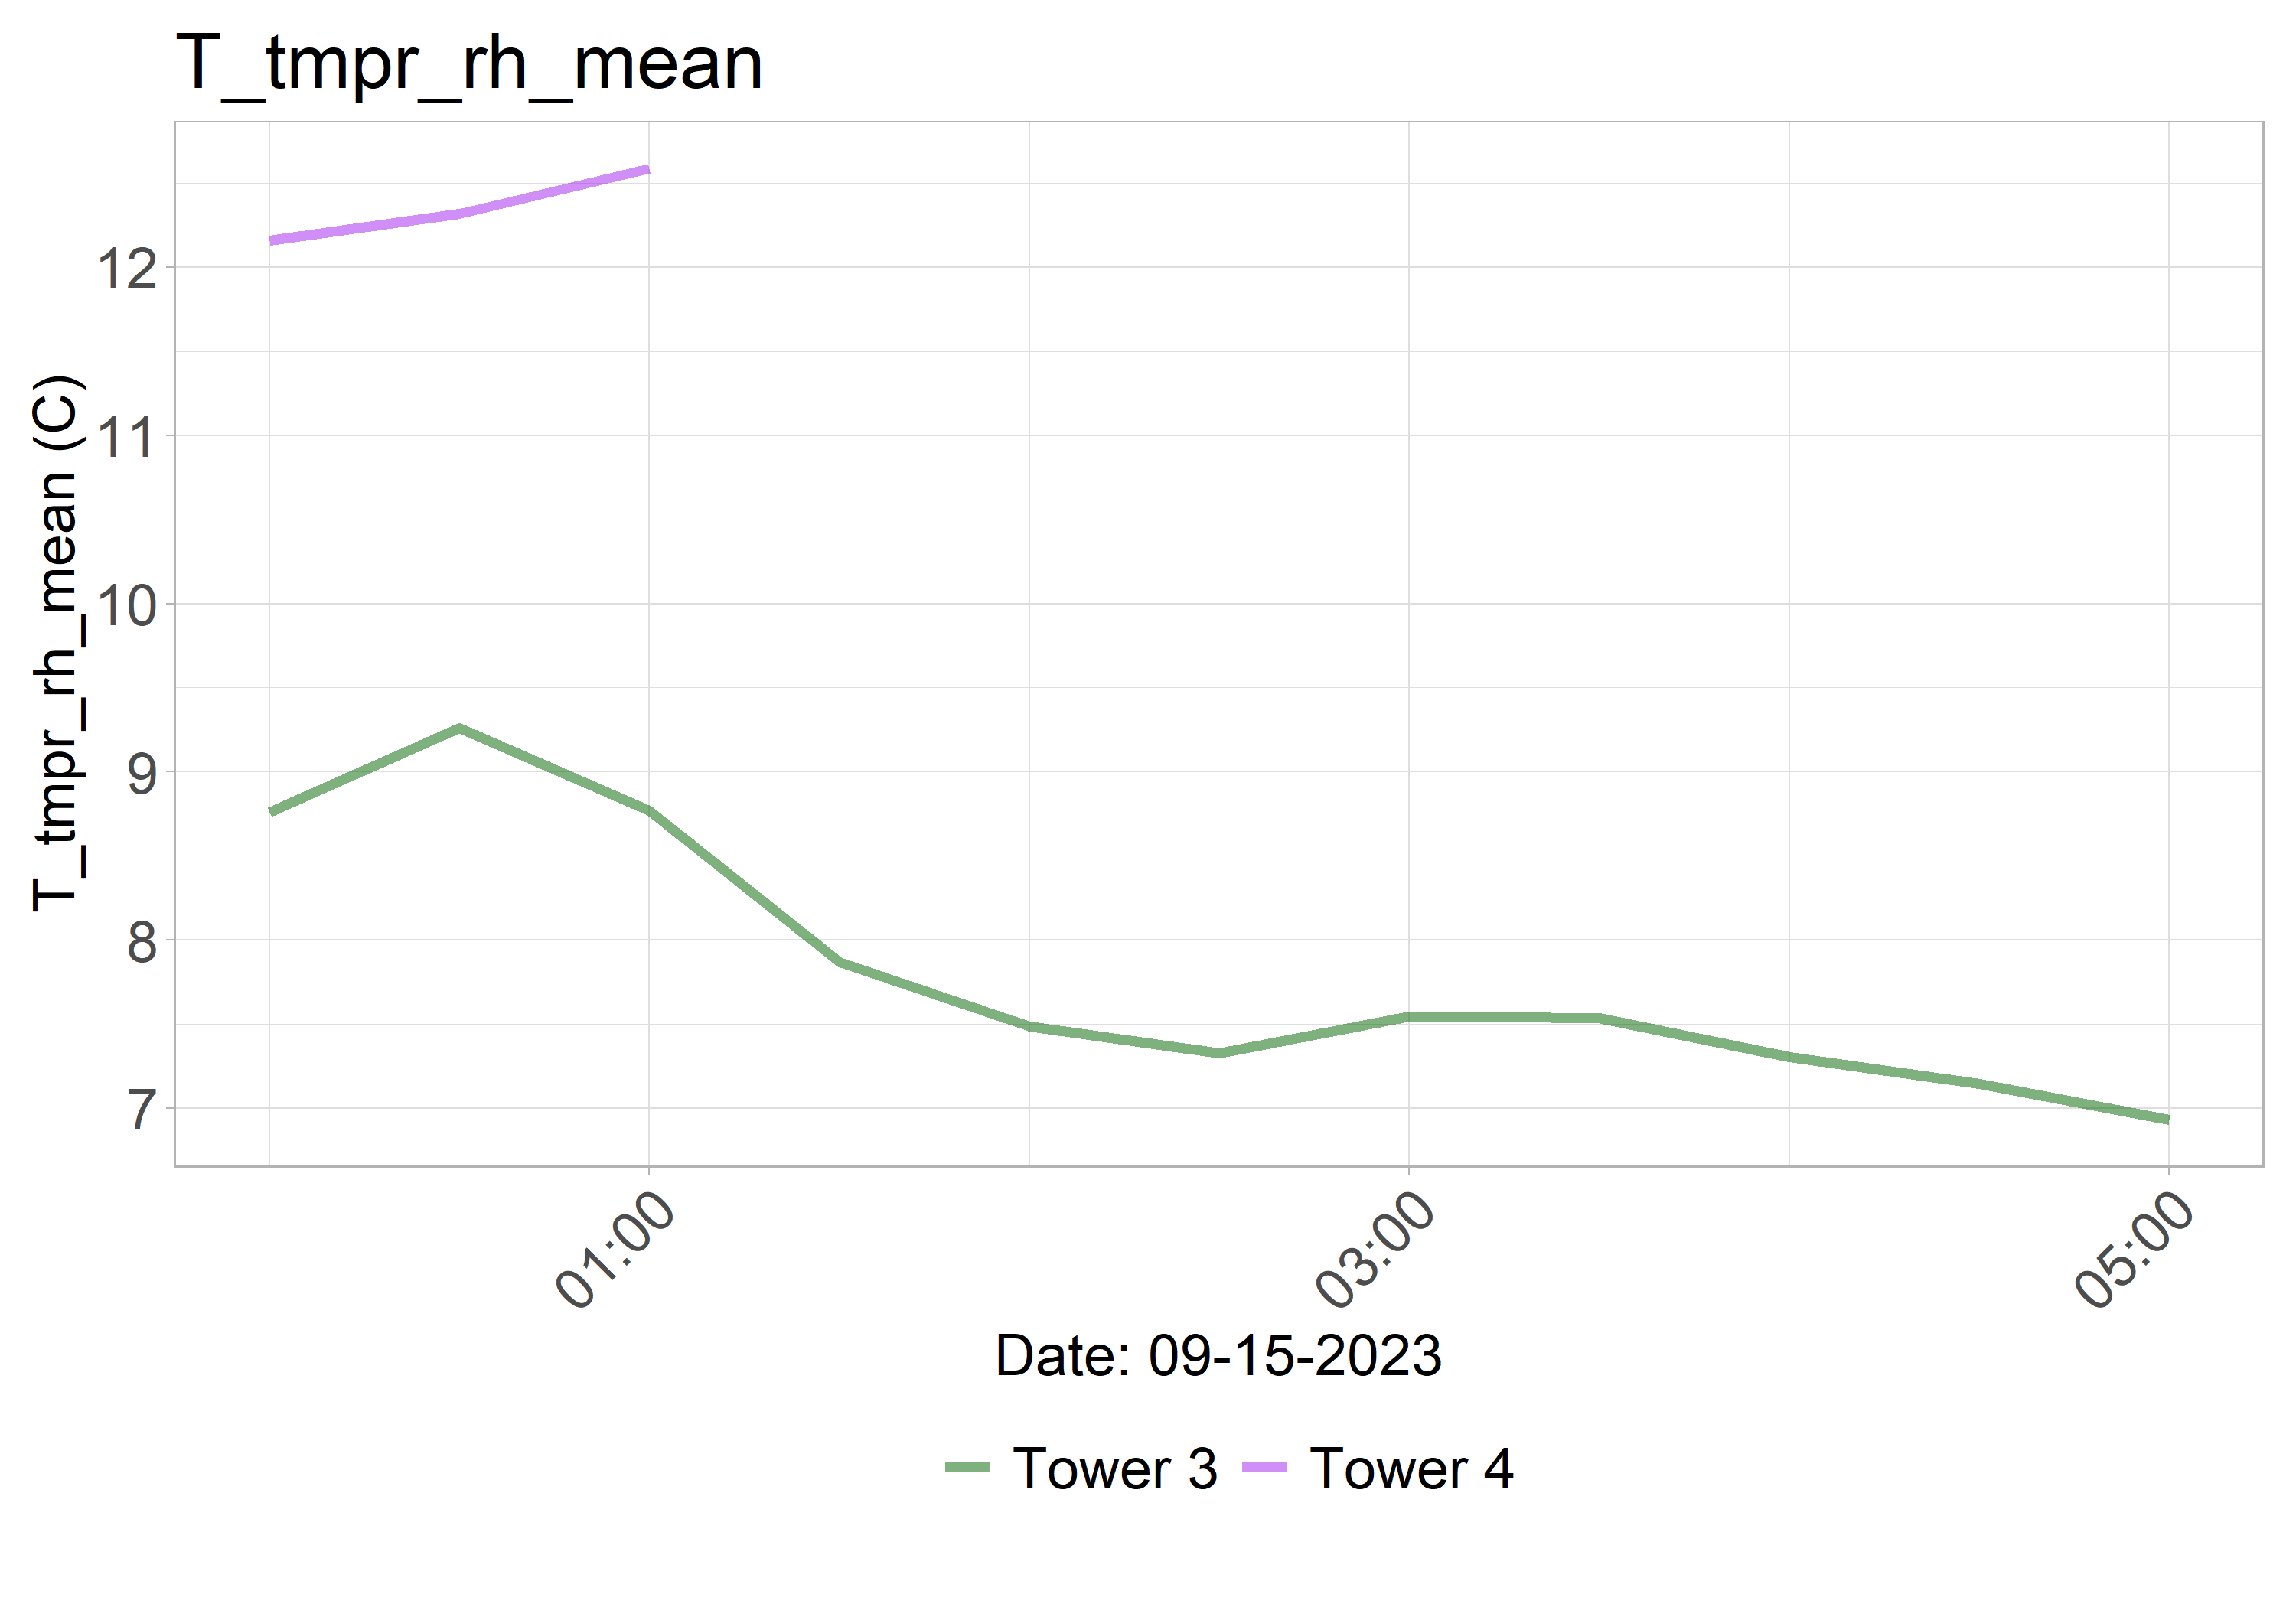 T_tmpr_rh_mean
T_tmpr_rh_mean (C)
12
11
10
9
8
7
01:00
03:00
05:00
Date: 09-15-2023
Tower 3
Tower 4